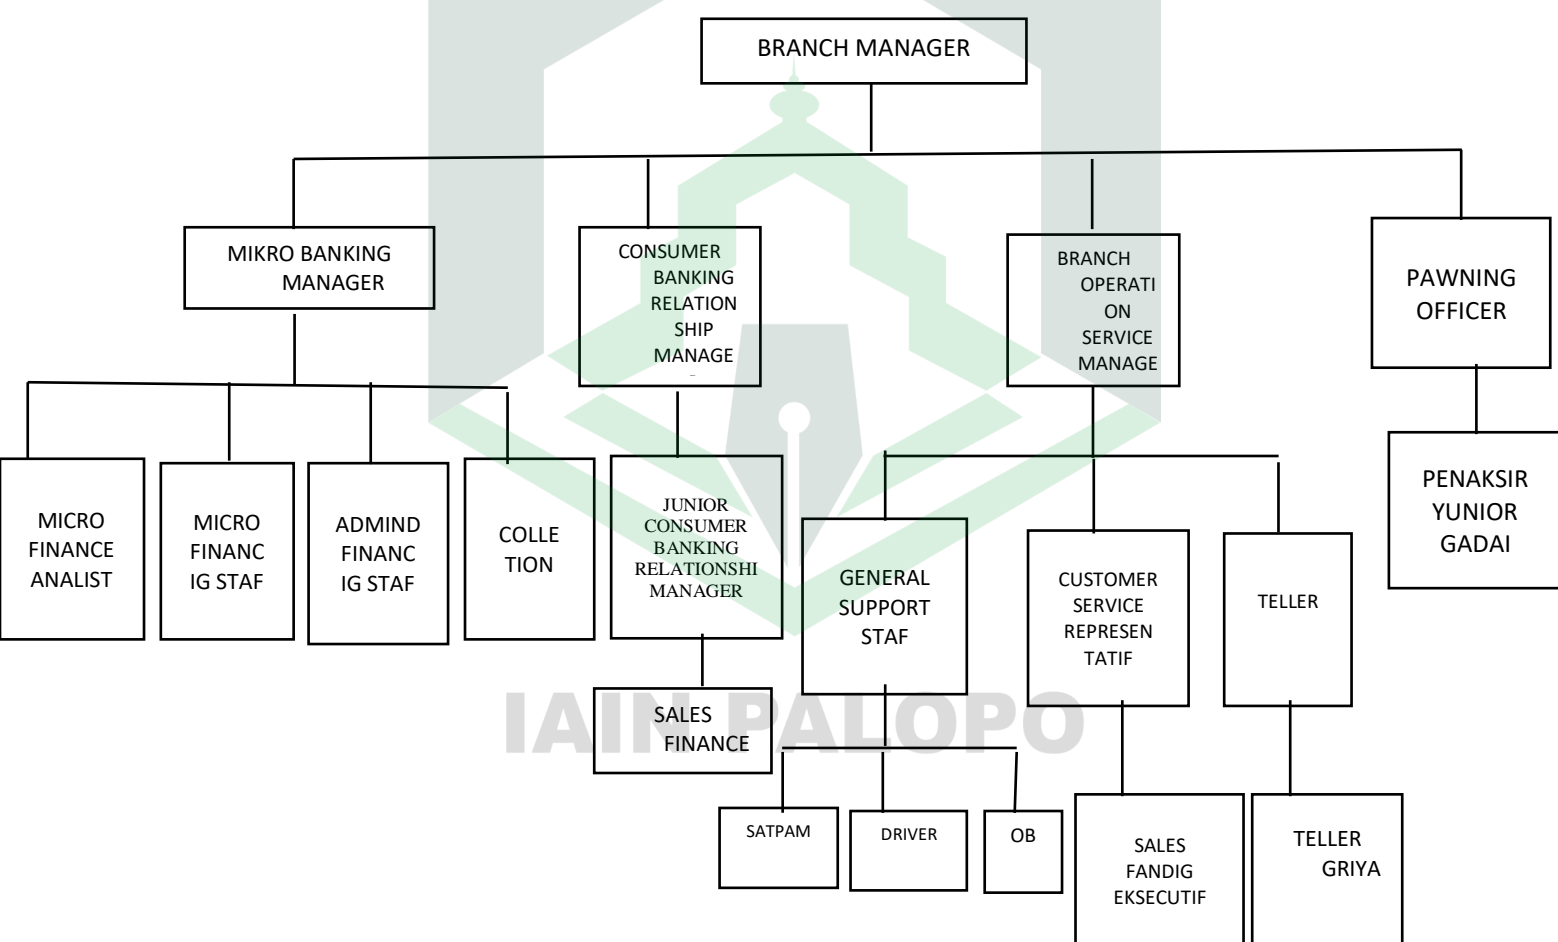 BRANCH MANAGER
MIKRO BANKING
MANAGER
CONSUMER
BANKING
RELATION
SHIP
MANAGE
BRANCH
OPERATI
ON
SERVICE
MANAGE
PAWNING
OFFICER
MICRO
FINANCE
ANALIST
MICRO
FINANC
IG STAF
ADMIND
FINANC
IG STAF
COLLE
TION
JUNIOR
CONSUMER
BANKING
RELATIONSHI
MANAGER
GENERAL
SUPPORT
STAF
CUSTOMER
SERVICE
REPRESEN
TATIF
TELLER
PENAKSIR
YUNIOR
GADAI
SALES
FINANCE
IAIN PALOPO
SATPAM
DRIVER
OB
SALES
FANDIG
EKSECUTIF
TELLER
GRIYA